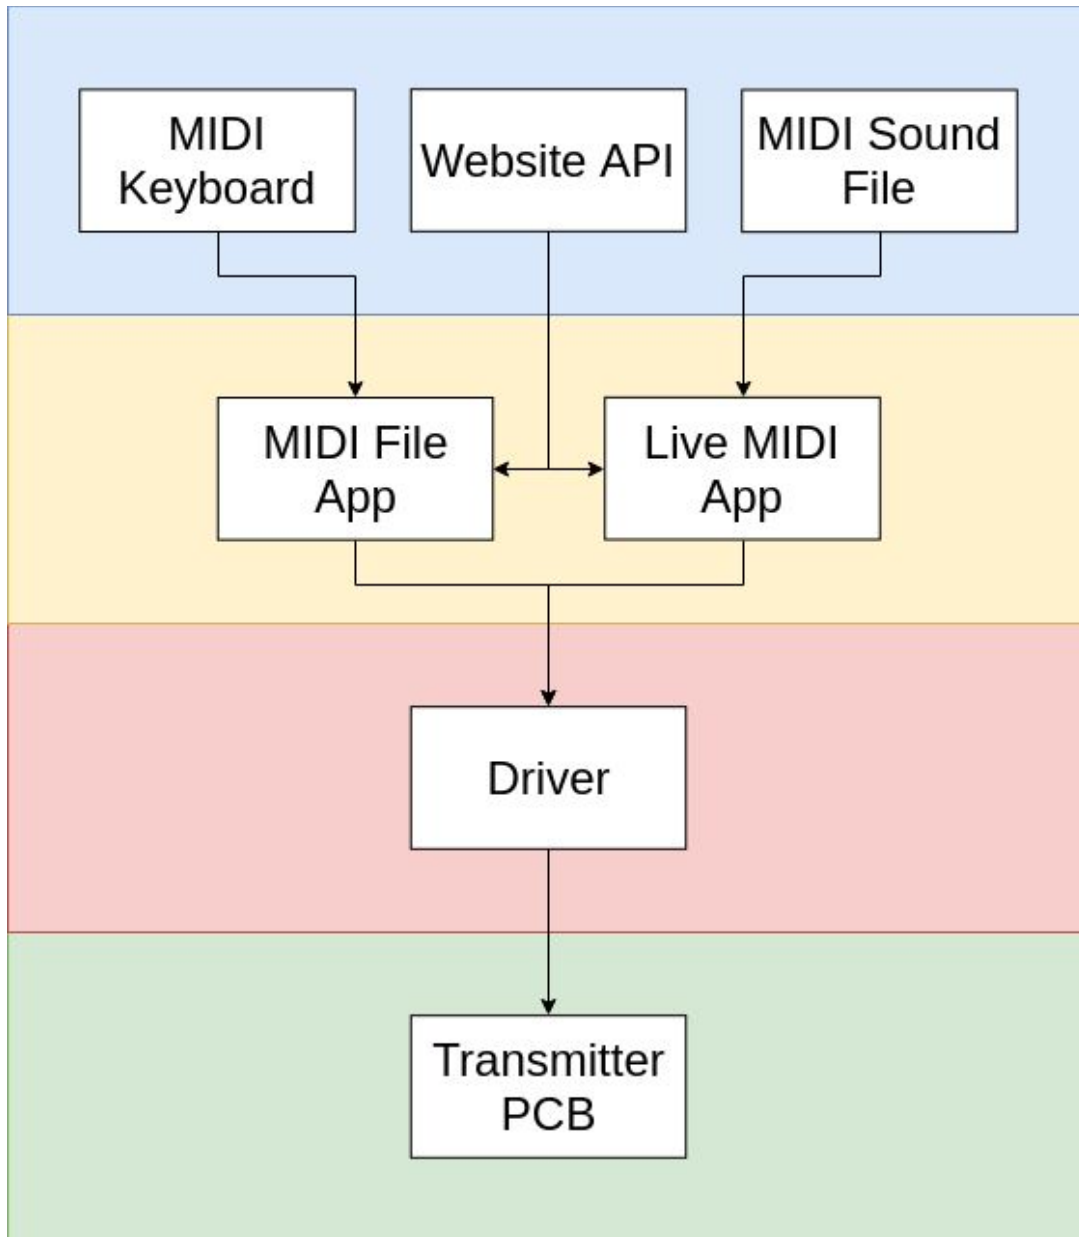 MIDI
Keyboard
Website API
MIDI Sound
File
MIDI File
App
Live MIDI
App
Driver
Transmitter
PCB